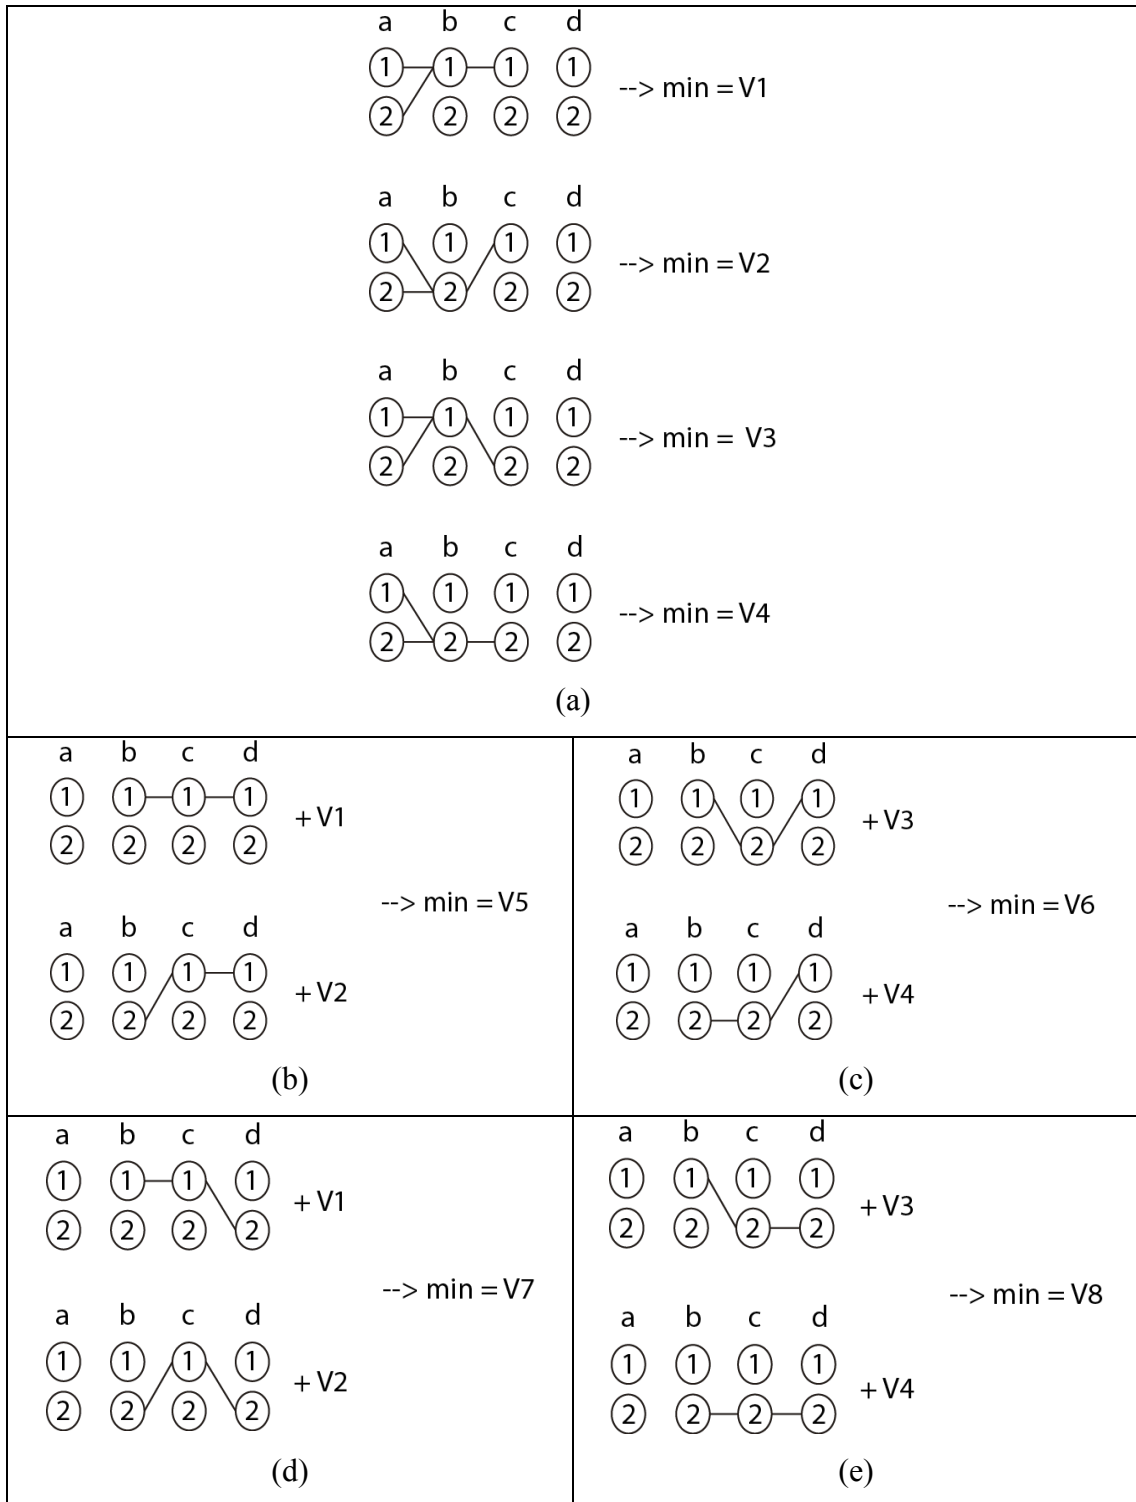 a b c d
1 1 1 1
--> min = V1
2 2 2 2
a b c d
1 1 1 1
--> min = V2
2 2 2 2
a b c d
1 1 1 1
--> min = V3
2 2 2 2
a b c d
1 1 1 1
--> min = V4
2 2 2 2
(a)
a b c d
1 1 1 1
+ V1
2 2 2 2
--> min = V5
a b c d
1 1 1 1
+ V2
2 2 2 2
(b)
a b c d
1 1 1 1
+ V3
2 2 2 2
--> min = V6
a b c d
1 1 1 1
+ V4
2 2 2 2
(c)
a b c d
1 1 1 1
+ V1
2 2 2 2
--> min = V7
a b c d
1 1 1 1
+ V2
2 2 2 2
(d)
a b c d
1 1 1 1
+ V3
2 2 2 2
--> min = V8
a b c d
1 1 1 1
+ V4
2 2 2 2
(e)